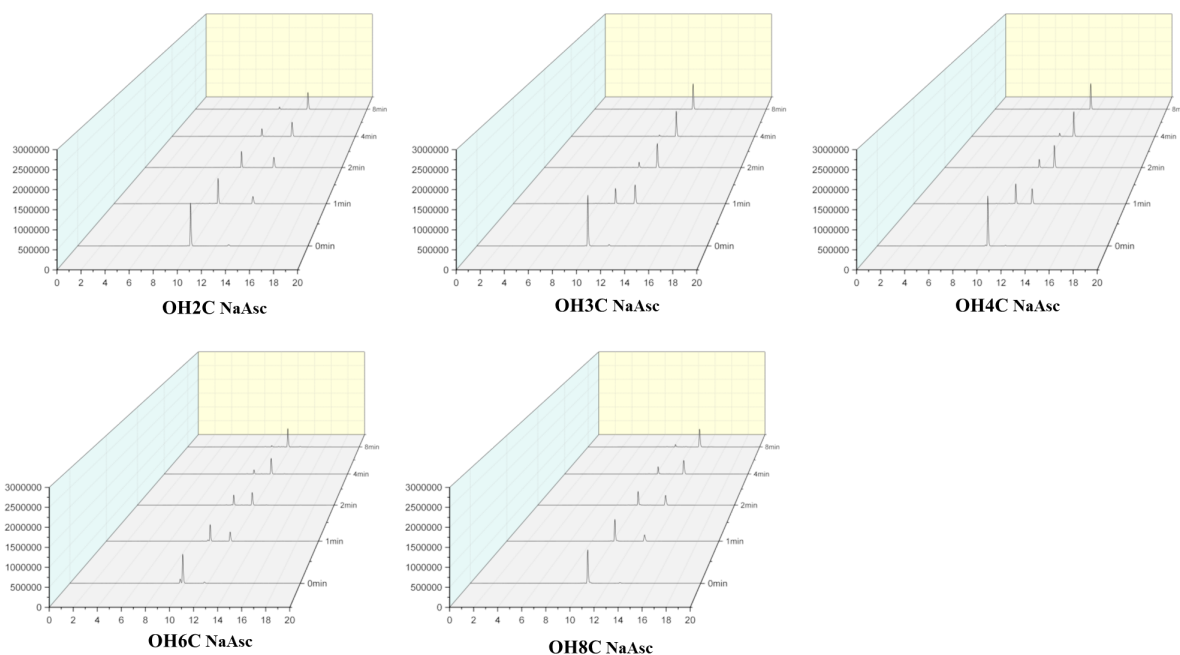 8min
4min
2min
1min
0min
3000000
2500000
2000000
1500000
1000000
500000
0
0 2 4 6 8 10 12 14 16 18 20
OH2C NaAsc
8min
4min
2min
1min
0min
3000000
2500000
2000000
1500000
1000000
500000
0
0 2 4 6 8 10 12 14 16 18 20
OH3C NaAsc
8m
4min
2min
1min
0min
3000000
2500000
2000000
1500000
1000000
500000
0
0 2 4 6 8 10 12 14 16 18 20
OH4C NaAsc
8min
4min
2min
1min
0min
3000000
2500000
2000000
1500000
1000000
500000
0
0 2 4 6 8 10 12 14 16 18 20
OH6C NaAsc
8min
4min
2min
1min
0min
3000000
2500000
2000000
1500000
1000000
500000
0
0 2 4 6 8 10 12 14 16 18 20
OH8C NaAsc